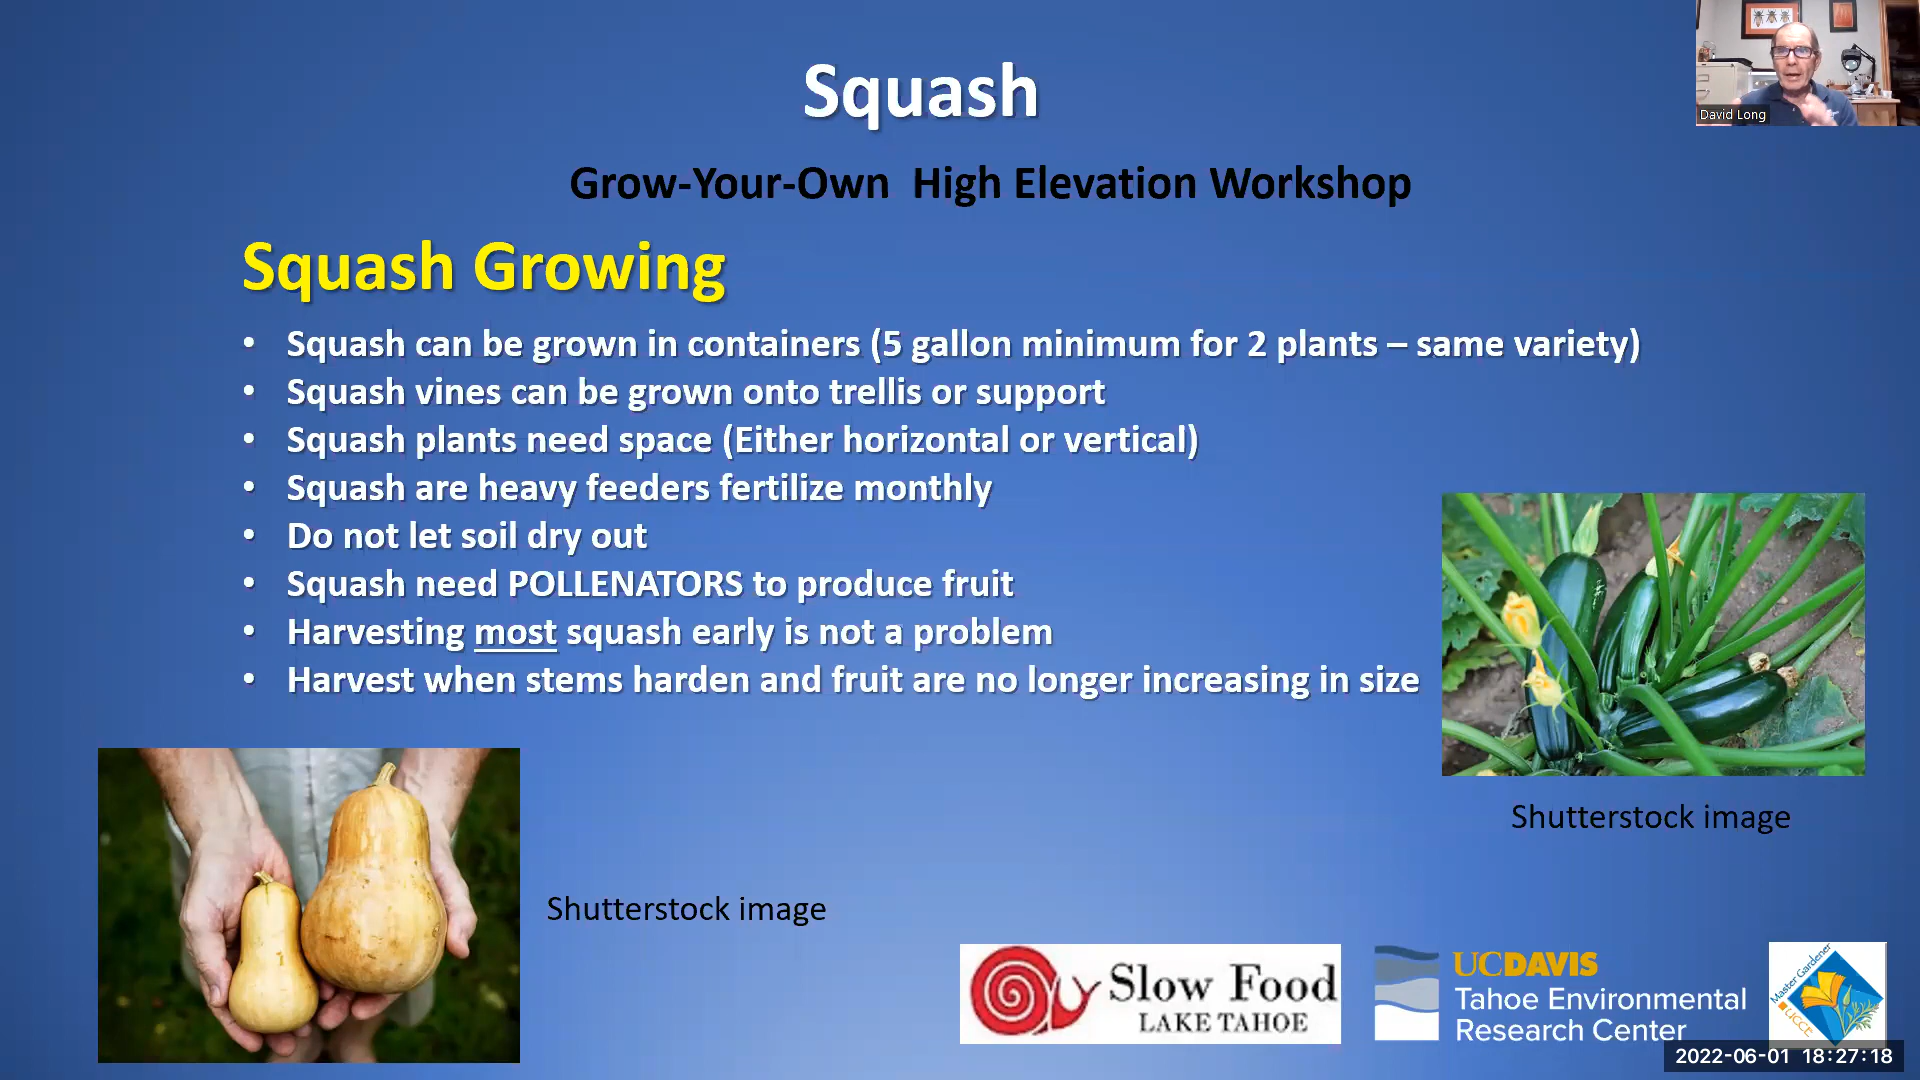 Squash
David Long
Grow-Your-Own  High Elevation Workshop
Squash Growing
• Squash can be grown in containers (5 gallon minimum for 2 plants – same variety)
• Squash vines can be grown onto trellis or support
• Squash plants need space (Either horizontal or vertical)
• Squash are heavy feeders fertilize monthly
• Do not let soil dry out
• Squash need POLLENATORS to produce fruit
• Harvesting most squash early is not a problem
• Harvest when stems harden and fruit are no longer increasing in size
Shutterstock image
Shutterstock image
Slow Food
LAKE TAHOE
UCDAVIS
Tahoe Environmental
Research Center
Master Gardener
UCCE
2022-06-01 18:27:18